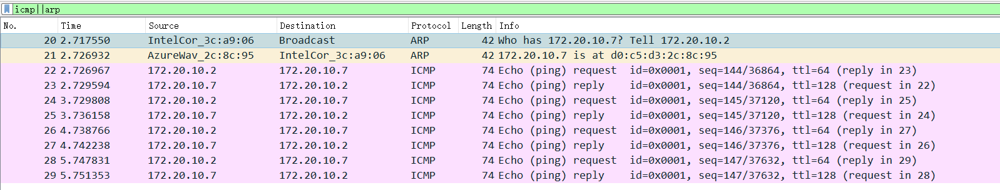 icmp||arp
No. Time Source Destination Protocol Length Info
20 2.717550 IntelCor_3c:a9:06 Broadcast ARP 42 Who has 172.20.10.7? Tell 172.20.10.2
21 2.726932 AzureWav_2c:8c:95 IntelCor_3c:a9:06 ARP 42 172.20.10.7 is at d0:c5:d3:2c:8c:95
22 2.726967 172.20.10.2 172.20.10.7 ICMP 74 Echo (ping) request id=0x0001, seq=144/36864, ttl=64 (reply in 23)
23 2.729594 172.20.10.7 172.20.10.2 ICMP 74 Echo (ping) reply id=0x0001, seq=144/36864, ttl=128 (request in 22)
24 3.729808 172.20.10.2 172.20.10.7 ICMP 74 Echo (ping) request id=0x0001, seq=145/37120, ttl=64 (reply in 25)
25 3.736158 172.20.10.7 172.20.10.2 ICMP 74 Echo (ping) reply id=0x0001, seq=145/37120, ttl=128 (request in 24)
26 4.738766 172.20.10.2 172.20.10.7 ICMP 74 Echo (ping) request id=0x0001, seq=146/37376, ttl=64 (reply in 27)
27 4.742238 172.20.10.7 172.20.10.2 ICMP 74 Echo (ping) reply id=0x0001, seq=146/37376, ttl=128 (request in 26)
28 5.747831 172.20.10.2 172.20.10.7 ICMP 74 Echo (ping) request id=0x0001, seq=147/37632, ttl=64 (reply in 29)
29 5.751353 172.20.10.7 172.20.10.2 ICMP 74 Echo (ping) reply id=0x0001, seq=147/37632, ttl=128 (request in 28)